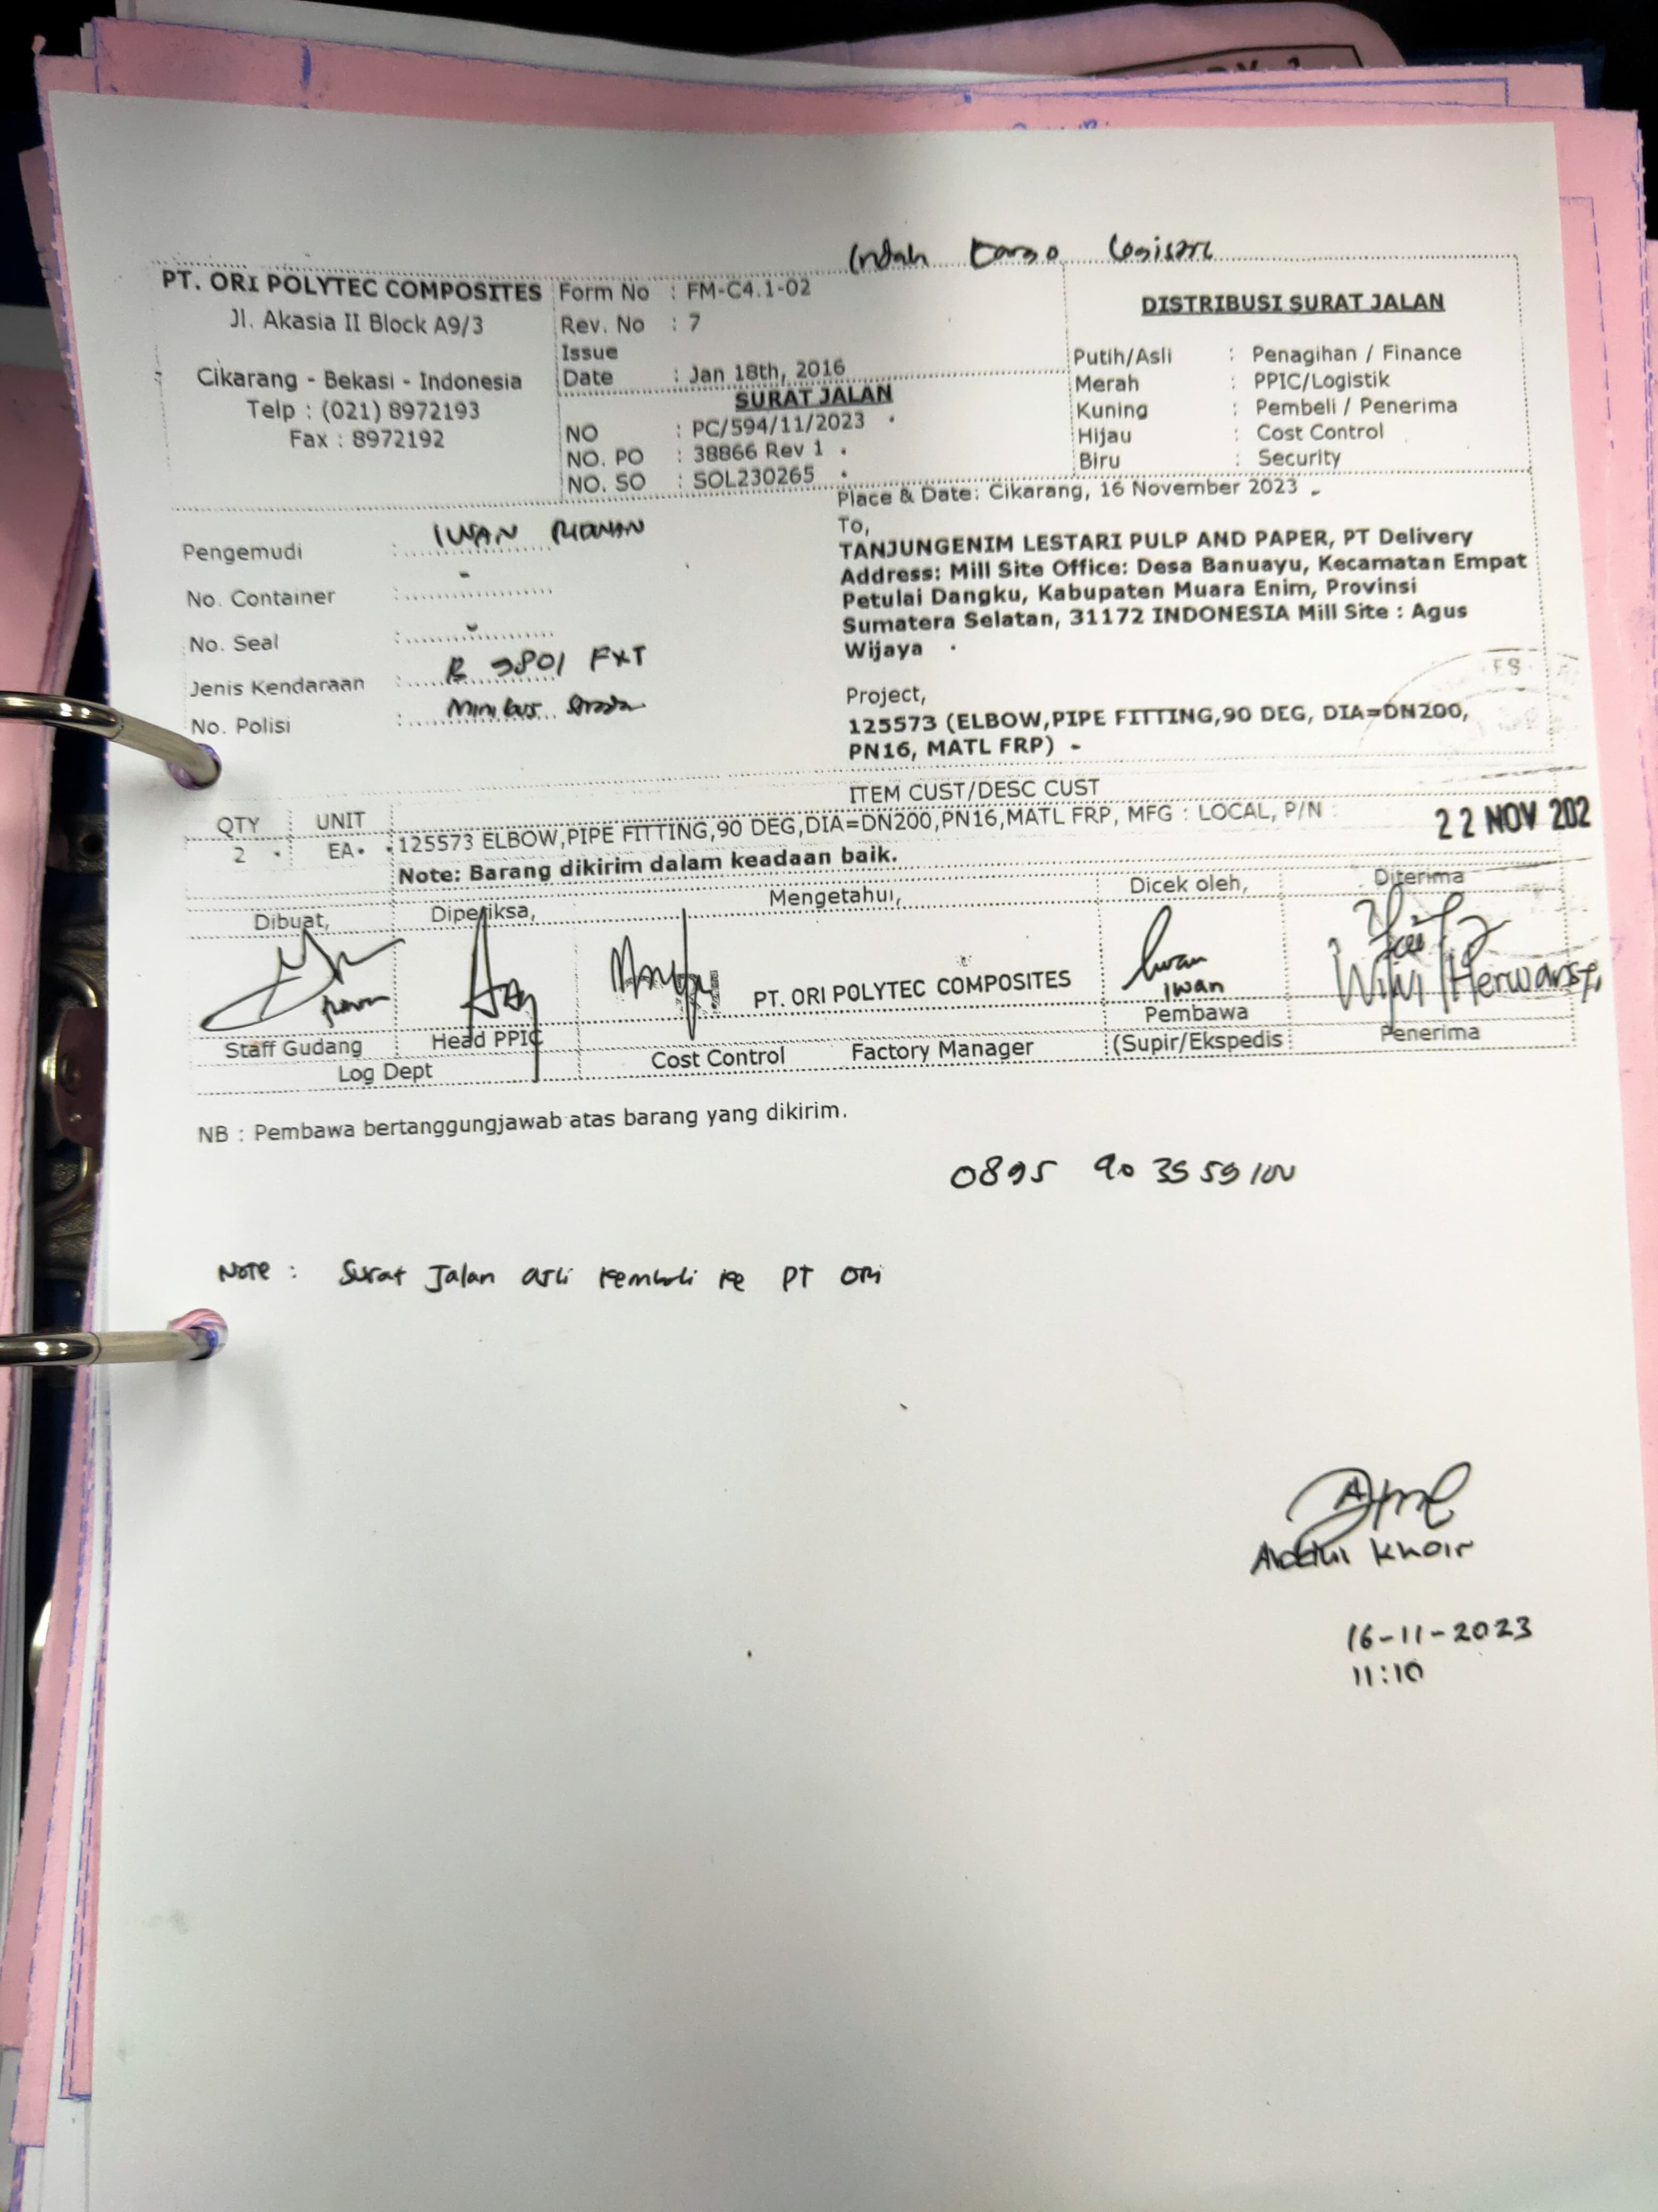 Indah Kargo Logistik
PT. ORI POLYTEC COMPOSITES
Jl. Akasia II Block A9/3
Cikarang - Bekasi - Indonesia
Telp : (021) 8972193
Fax : 8972192
Form No : FM-C4.1-02
Rev. No : 7
Issue
Date : Jan 18th, 2016
SURAT JALAN
NO : PC/594/11/2023
NO. PO : 38866 Rev 1
NO. SO : SOL230265
DISTRIBUSI SURAT JALAN
Putih/Asli : Penagihan / Finance
Merah : PPIC/Logistik
Kuning : Pembeli / Penerima
Hijau : Cost Control
Biru : Security
Pengemudi : IWAN RIDWAN
No. Container : -
No. Seal : -
Jenis Kendaraan : B 9801 FXT
No. Polisi : Minibus
Place & Date: Cikarang, 16 November 2023
To,
TANJUNGENIM LESTARI PULP AND PAPER, PT Delivery
Address: Mill Site Office: Desa Banuayu, Kecamatan Empat
Petulai Dangku, Kabupaten Muara Enim, Provinsi
Sumatera Selatan, 31172 INDONESIA Mill Site : Agus
Wijaya
Project,
125573 (ELBOW,PIPE FITTING,90 DEG, DIA=DN200,
PN16, MATL FRP) -
QTY UNIT ITEM CUST/DESC CUST
2 EA 125573 ELBOW,PIPE FITTING,90 DEG,DIA=DN200,PN16,MATL FRP, MFG : LOCAL, P/N :
22 NOV 202
Note: Barang dikirim dalam keadaan baik.
Dibuat, Diperiksa, Mengetahui, Dicek oleh, Diterima
PT. ORI POLYTEC COMPOSITES
Iwan
Iwan
Wiwi Herwansy
Staff Gudang Head PPIC Cost Control Factory Manager Pembawa
(Supir/Ekspedis Penerima
Log Dept
NB : Pembawa bertanggungjawab atas barang yang dikirim.
0895
Note : Surat Jalan asli kembali ke PT ORI
Abdul Khoir
16-11-2023
11:10